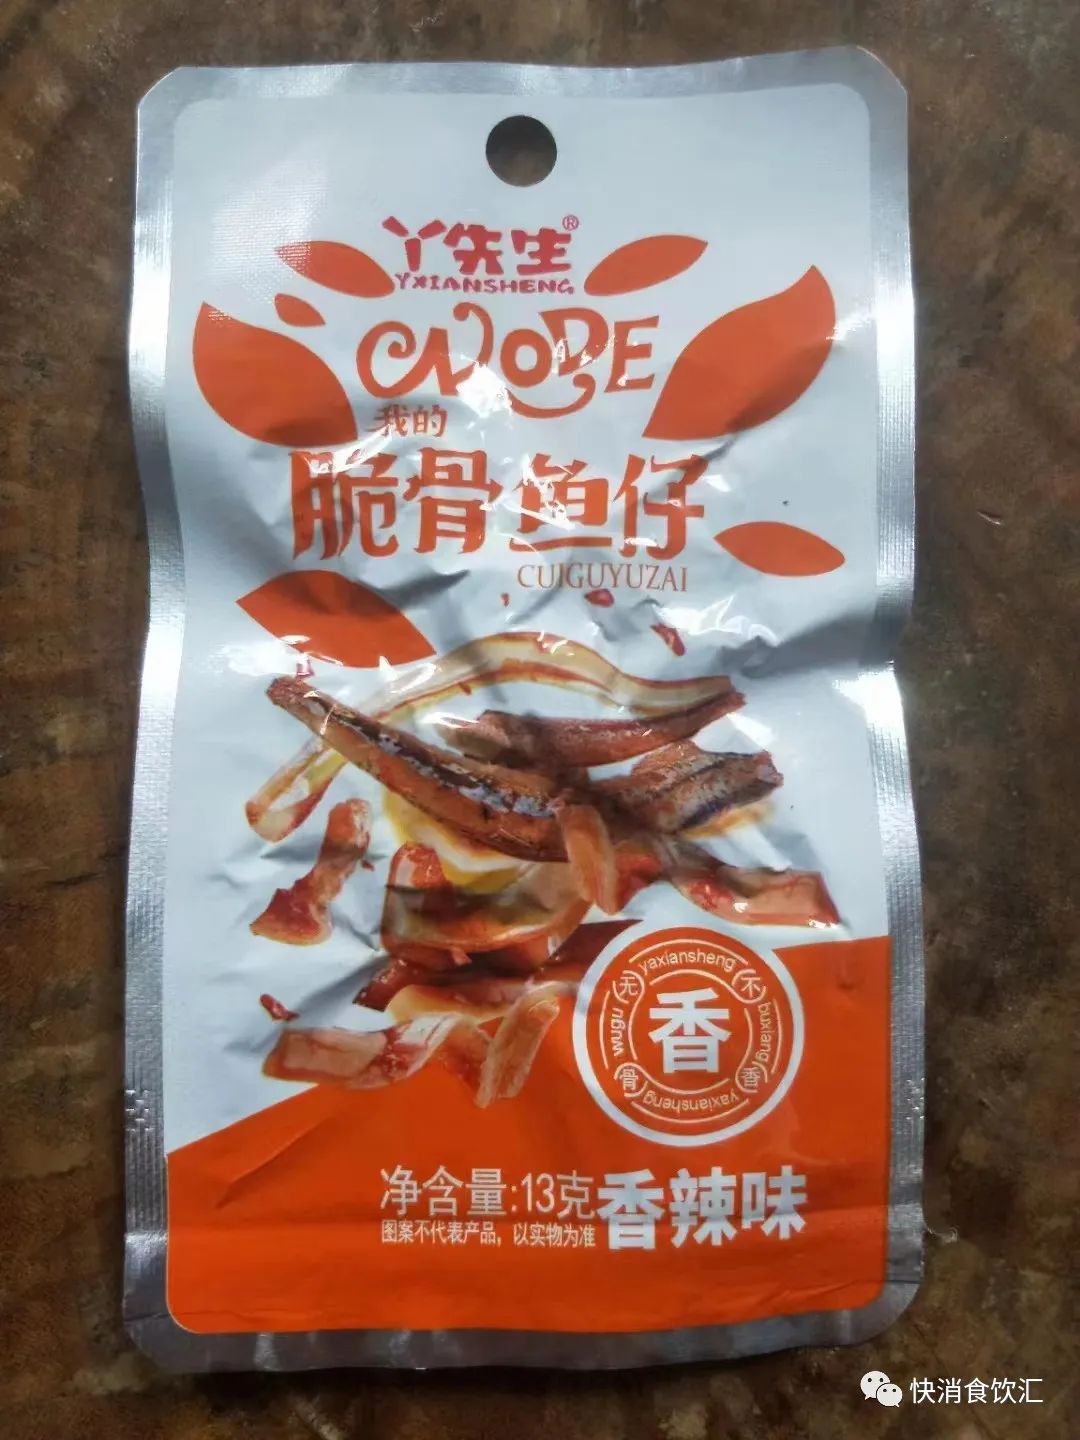 丫先生®
YXIANSHENG
CNODE
我的
脆骨鱼仔
CUIGUYUZAI
yaxiansheng
无 不
wugu 香 buxiang
骨 香
yaxiansheng
净含量:13克
香辣味
图案不代表产品，以实物为准
快消食饮汇